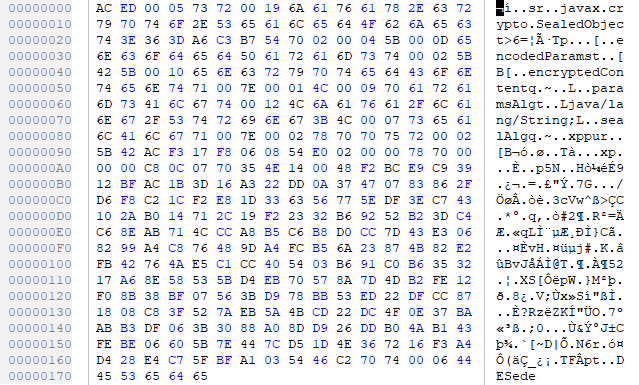 00000000 AC ED 00 05 73 72 00 19 6A 61 76 61 78 2E 63 72 ¬í..sr..javax.cr
00000010 79 70 74 6F 2E 53 65 61 6C 65 64 4F 62 6A 65 63 ypto.SealedObjec
00000020 74 3E 36 3D A6 C3 B7 54 70 02 00 04 5B 00 0D 65 t>6=¦Ã·Tp...[..e
00000030 6E 63 6F 64 65 64 50 61 72 61 6D 73 74 00 02 5B ncodedParamst..[
00000040 42 5B 00 10 65 6E 63 72 79 70 74 65 64 43 6F 6E B[..encryptedCon
00000050 74 65 6E 74 71 00 7E 00 01 4C 00 09 70 61 72 61 tentq.~..L..para
00000060 6D 73 41 6C 67 74 00 12 4C 6A 61 76 61 2F 6C 61 msAlgt..Ljava/la
00000070 6E 67 2F 53 74 72 69 6E 67 3B 4C 00 07 73 65 61 ng/String;L..sea
00000080 6C 41 6C 67 71 00 7E 00 02 78 70 70 75 72 00 02 lAlgq.~..xppur..
00000090 5B 42 AC F3 17 F8 06 08 54 E0 02 00 00 78 70 00 [B¬ó.ø..Tà...xp.
000000A0 00 00 C8 0C 07 70 35 4E 14 00 48 F2 BC E9 C9 39 ..È..p5N..Hò¼éÉ9
000000B0 12 BF AC 1B 3D 16 A3 22 DD 0A 37 47 07 83 86 2F .¿¬.=.£"Ý.7G.../
000000C0 D6 F8 C2 1C F2 E8 1D 33 63 56 77 5E DF 3E C7 43 ÖøÂ.òè.3cVw^ß>ÇC
000000D0 10 2A B0 14 71 2C 19 F2 23 32 B6 92 52 B2 3D C4 .*°.q,.ò#2¶.R²=Ä
000000E0 C6 8E AB 71 4C CC A8 B5 C6 B8 D0 CC 7D 43 E3 06 Æ.«qLÌ¨µÆ¸ÐÌ}Cã.
000000F0 82 99 A4 C8 76 48 9D A4 FC B5 6A 23 87 4B 82 E2 ..¤ÈvH.¤üµj#.K.â
00000100 FB 42 76 4A E5 C1 CC 40 54 03 B6 91 C0 B6 35 32 ûBvJåÁÌ@T.¶.À¶52
00000110 17 A6 8E 58 53 5B D4 EB 70 57 8A 7D 4D B2 FE 12 .¦.XS[ÔëpW.}M²þ.
00000120 F0 8B 38 BF 07 56 3B D9 78 BB 53 ED 22 DF CC 87 ð.8¿.V;Ùx»Sí"ßÌ.
00000130 18 08 C8 3F 52 7A EB 5A 4B CD 22 DC 4F 0E 37 BA ..È?RzëZKÍ"ÜO.7º
00000140 AB B3 DF 06 3B 30 88 A0 8D D9 26 DD B0 4A B1 43 «³ß.;0...Ù&Ý°J±C
00000150 FE BE 06 60 5B 7E 44 7C D5 1D 4E 36 72 16 F3 A4 þ¾.`[~D|Õ.N6r.ó¤
00000160 D4 28 E4 C7 5F BF A1 03 54 46 C2 70 74 00 06 44 Ô(äÇ_¿¡.TFÂpt..D
00000170 45 53 65 64 65 ESede